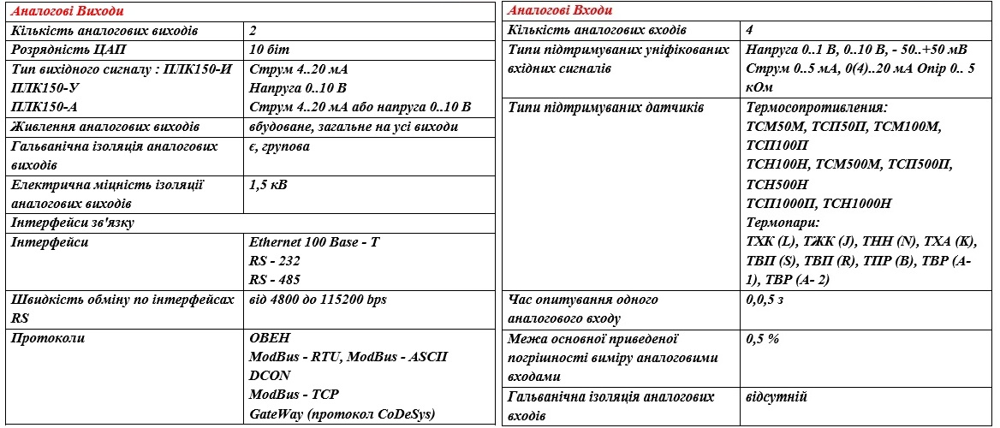 Аналогові Виходи
Кількість аналогових виходів 2
Розрядність ЦАП 10 біт
Тип вихідного сигналу : ПЛК150-И Струм 4..20 мА
ПЛК150-У Напруга 0..10 В
ПЛК150-А Струм 4..20 мА або напруга 0..10 В
Живлення аналогових виходів вбудоване, загальне на усі виходи
Гальванічна ізоляція аналогових є, групова
виходів
Електрична міцність ізоляції 1,5 кВ
аналогових виходів
Інтерфейси зв'язку
Інтерфейси Ethernet 100 Base - T
RS - 232
RS - 485
Швидкість обміну по інтерфейсах від 4800 до 115200 bps
RS
Протоколи ОВЕН
ModBus - RTU, ModBus - ASCII
DCON
ModBus - TCP
GateWay (протокол CoDeSys)
Аналогові Входи
Кількість аналогових входів 4
Типи підтримуваних уніфікованих Напруга 0..1 В, 0..10 В, - 50..+50 мВ
вхідних сигналів Струм 0..5 мА, 0(4)..20 мА Опір 0.. 5
кОм
Типи підтримуваних датчиків Термосопротивления:
ТСМ50М, ТСП50П, ТСМ100М,
ТСП100П
ТСН100Н, ТСМ500М, ТСП500П,
ТСН500Н
ТСП1000П, ТСН1000Н
Термопари:
ТХК (L), ТЖК (J), ТНН (N), ТХА (K),
ТВП (S), ТВП (R), ТПР (B), ТВР (А-
1), ТВР (А- 2)
Час опитування одного 0,0,5 з
аналогового входу
Межа основної приведеної 0,5 %
погрішності виміру аналоговими
входами
Гальванічна ізоляція аналогових відсутній
входів